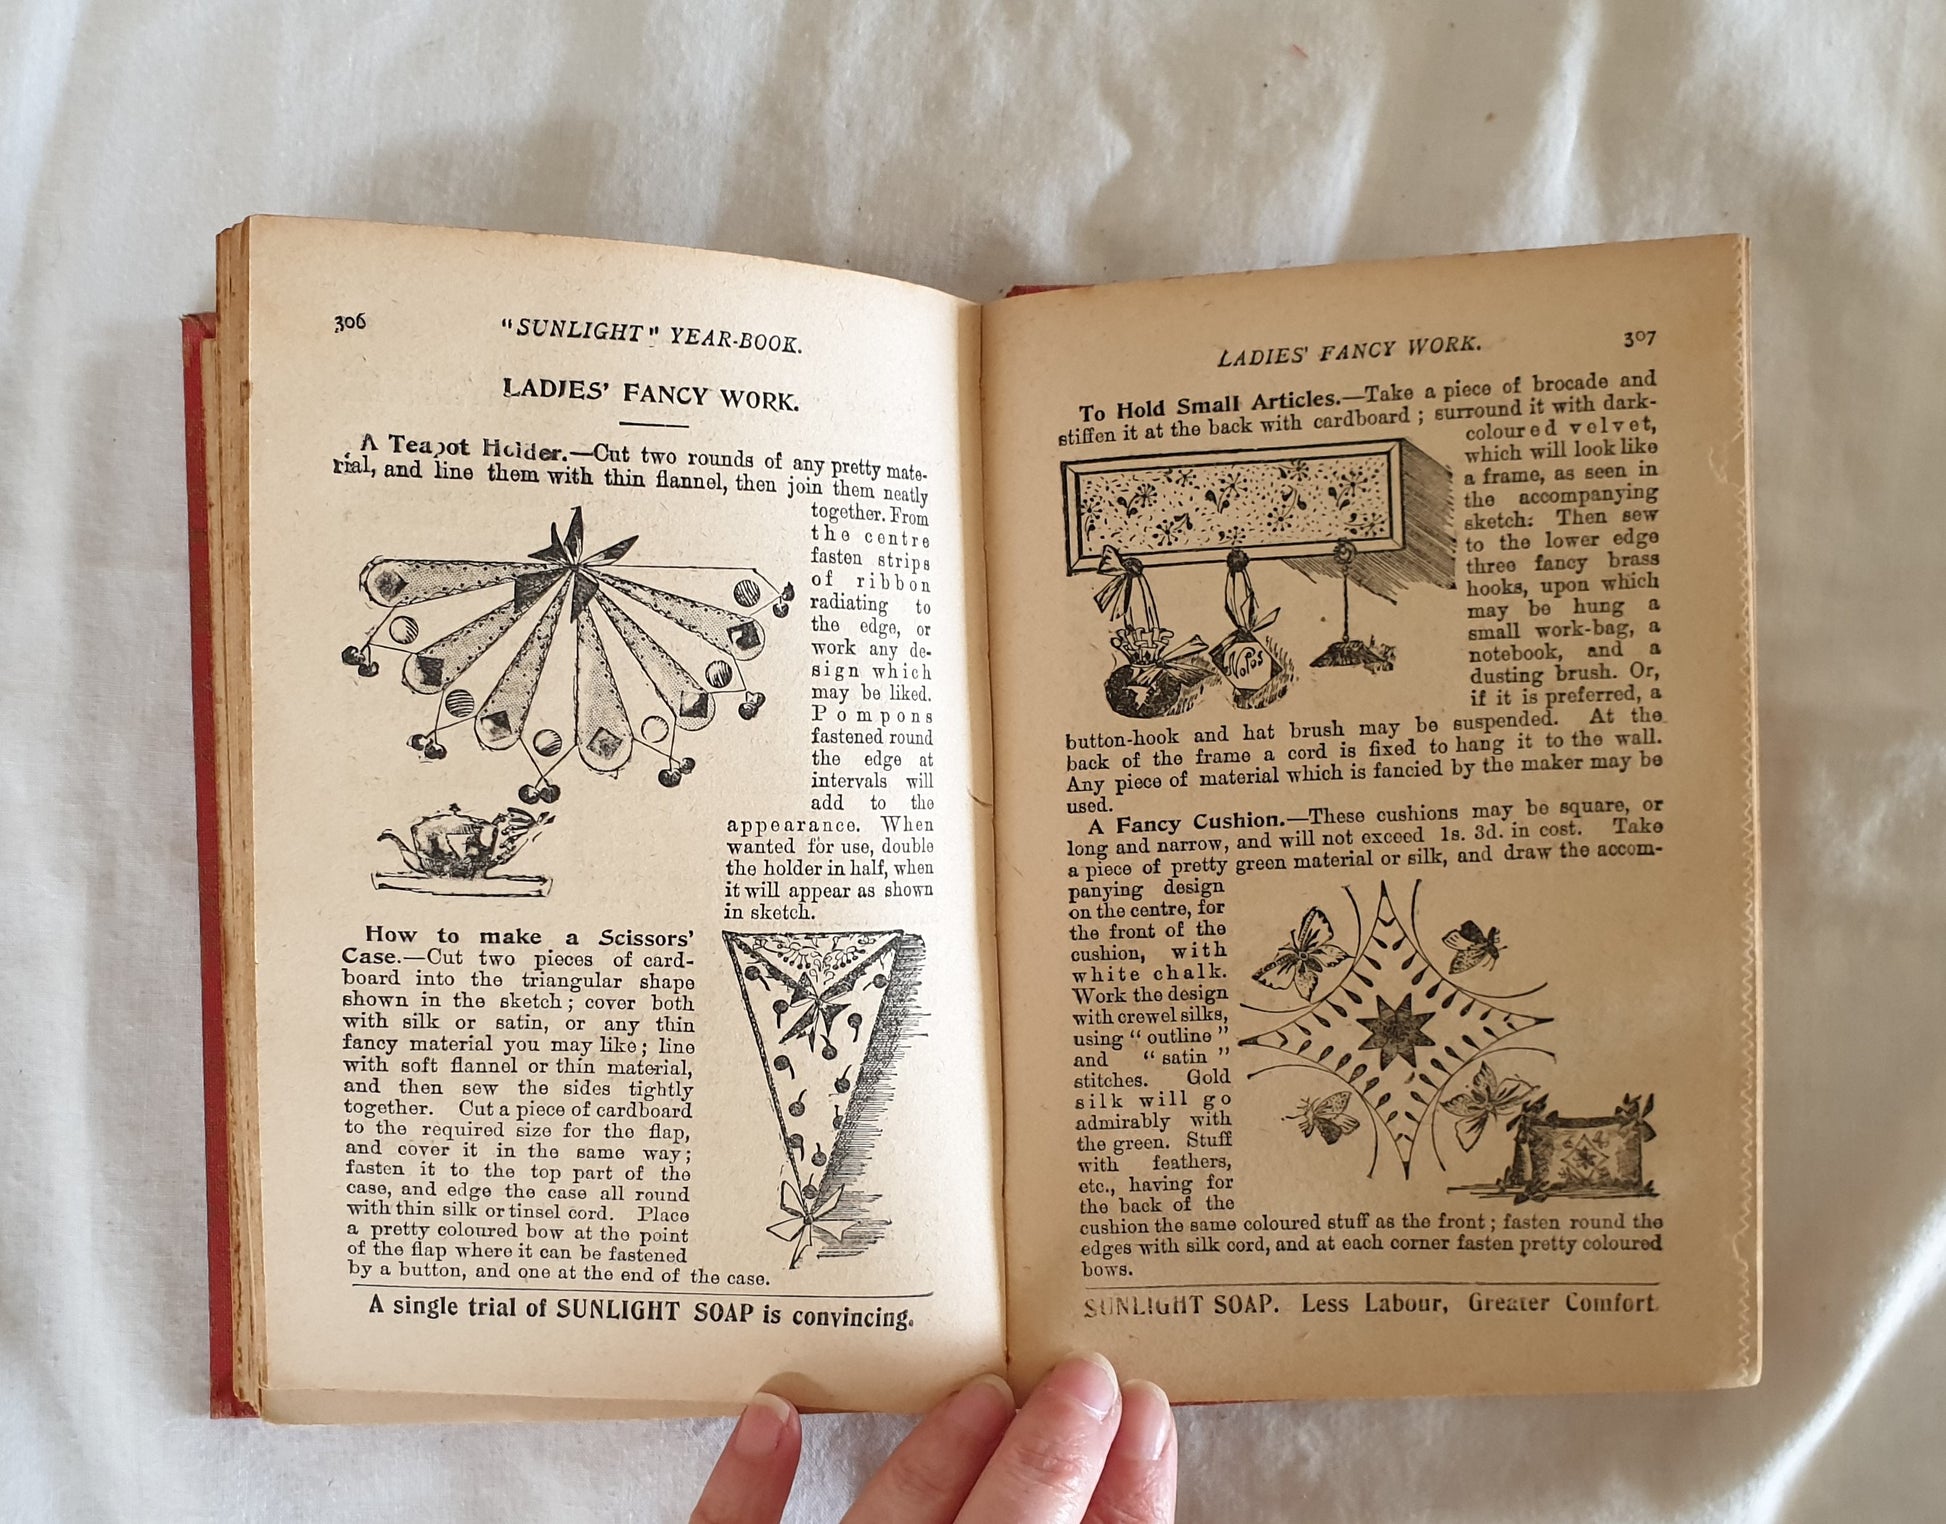 306
"SUNLIGHT" YEAR-BOOK.
LADIES' FANCY WORK.
A Teapot Holder.—Cut two rounds of any pretty mate-
rial, and line them with thin flannel, then join them neatly
together. From
the centre
fasten strips
of ribbon
radiating to
the edge, or
work any de-
sign which
may be liked.
Pompons
fastened round
the edge at
intervals will
add to the
appearance. When
wanted for use, double
the holder in half, when
it will appear as shown
in sketch.
How to make a Scissors'
Case.—Cut two pieces of card-
board into the triangular shape
shown in the sketch; cover both
with silk or satin, or any thin
fancy material you may like; line
with soft flannel or thin material,
and then sew the sides tightly
together. Cut a piece of cardboard
to the required size for the flap,
and cover it in the same way;
fasten it to the top part of the
case, and edge the case all round
with thin silk or tinsel cord. Place
a pretty coloured bow at the point
of the flap where it can be fastened
by a button, and one at the end of the case.
A single trial of SUNLIGHT SOAP is convincing.
LADIES' FANCY WORK.
307
To Hold Small Articles.—Take a piece of brocade and
stiffen it at the back with cardboard; surround it with dark-
coloured velvet,
which will look like
a frame, as seen in
the accompanying
sketch: Then sew
to the lower edge
three fancy brass
hooks, upon which
may be hung a
small work-bag, a
notebook, and a
dusting brush. Or,
if it is preferred, a
button-hook and hat brush may be suspended. At the
back of the frame a cord is fixed to hang it to the wall.
Any piece of material which is fancied by the maker may be
used.
A Fancy Cushion.—These cushions may be square, or
long and narrow, and will not exceed 1s. 3d. in cost. Take
a piece of pretty green material or silk, and draw the accom-
panying design
on the centre, for
the front of the
cushion, with
white chalk.
Work the design
with crewel silks,
using "outline"
and "satin"
stitches. Gold
silk will go
admirably with
the green. Stuff
with feathers,
etc., having for
the back of the
cushion the same coloured stuff as the front; fasten round the
edges with silk cord, and at each corner fasten pretty coloured
bows.
SUNLIGHT SOAP. Less Labour, Greater Comfort.